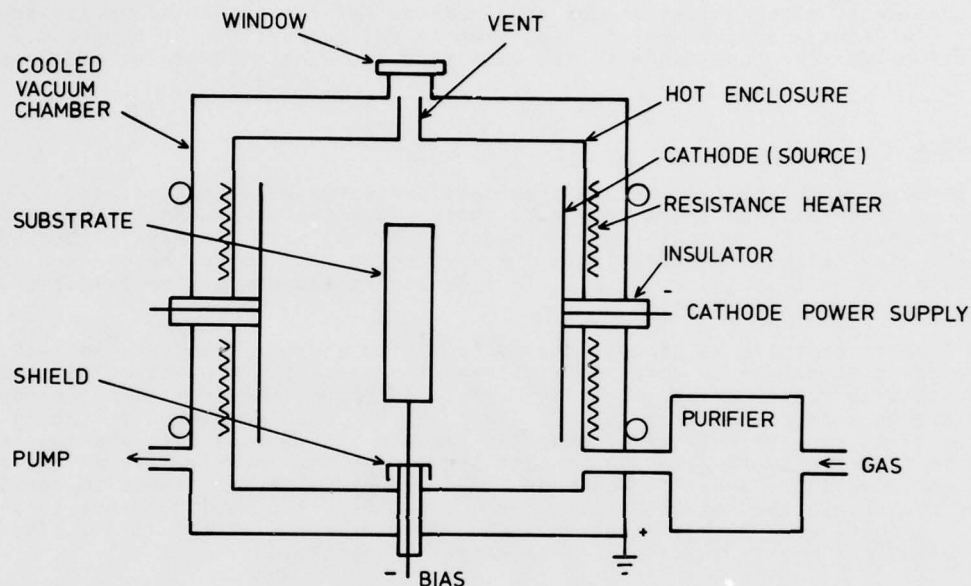 WINDOW
VENT
COOLED
VACUUM
CHAMBER
HOT ENCLOSURE
CATHODE (SOURCE)
RESISTANCE HEATER
SUBSTRATE
INSULATOR
-
CATHODE POWER SUPPLY
SHIELD
PURIFIER
PUMP
GAS
+
- BIAS